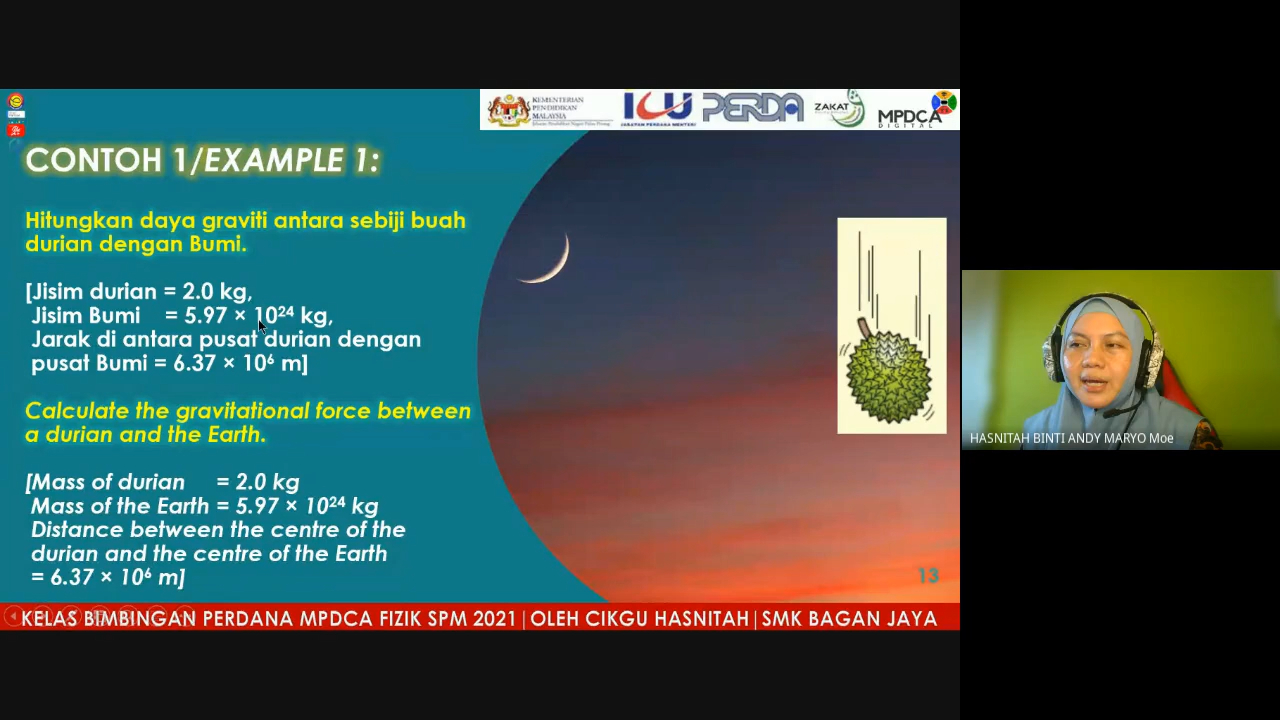 KEMENTERIAN
PENDIDIKAN
MALAYSIA
ICU
JABATAN PERDANA MENTERI
PERDA
ZAKAT
MPDCA
DIGITAL
CONTOH 1/EXAMPLE 1:
Hitungkan daya graviti antara sebiji buah
durian dengan Bumi.
[Jisim durian = 2.0 kg,
Jisim Bumi = 5.97 × 10²⁴ kg,
Jarak di antara pusat durian dengan
pusat Bumi = 6.37 × 10⁶ m]
Calculate the gravitational force between
a durian and the Earth.
[Mass of durian = 2.0 kg
Mass of the Earth = 5.97 × 10²⁴ kg
Distance between the centre of the
durian and the centre of the Earth
= 6.37 × 10⁶ m]
13
KELAS BIMBINGAN PERDANA MPDCA FIZIK SPM 2021|OLEH CIKGU HASNITAH|SMK BAGAN JAYA
HASNITAH BINTI ANDY MARYO Moe